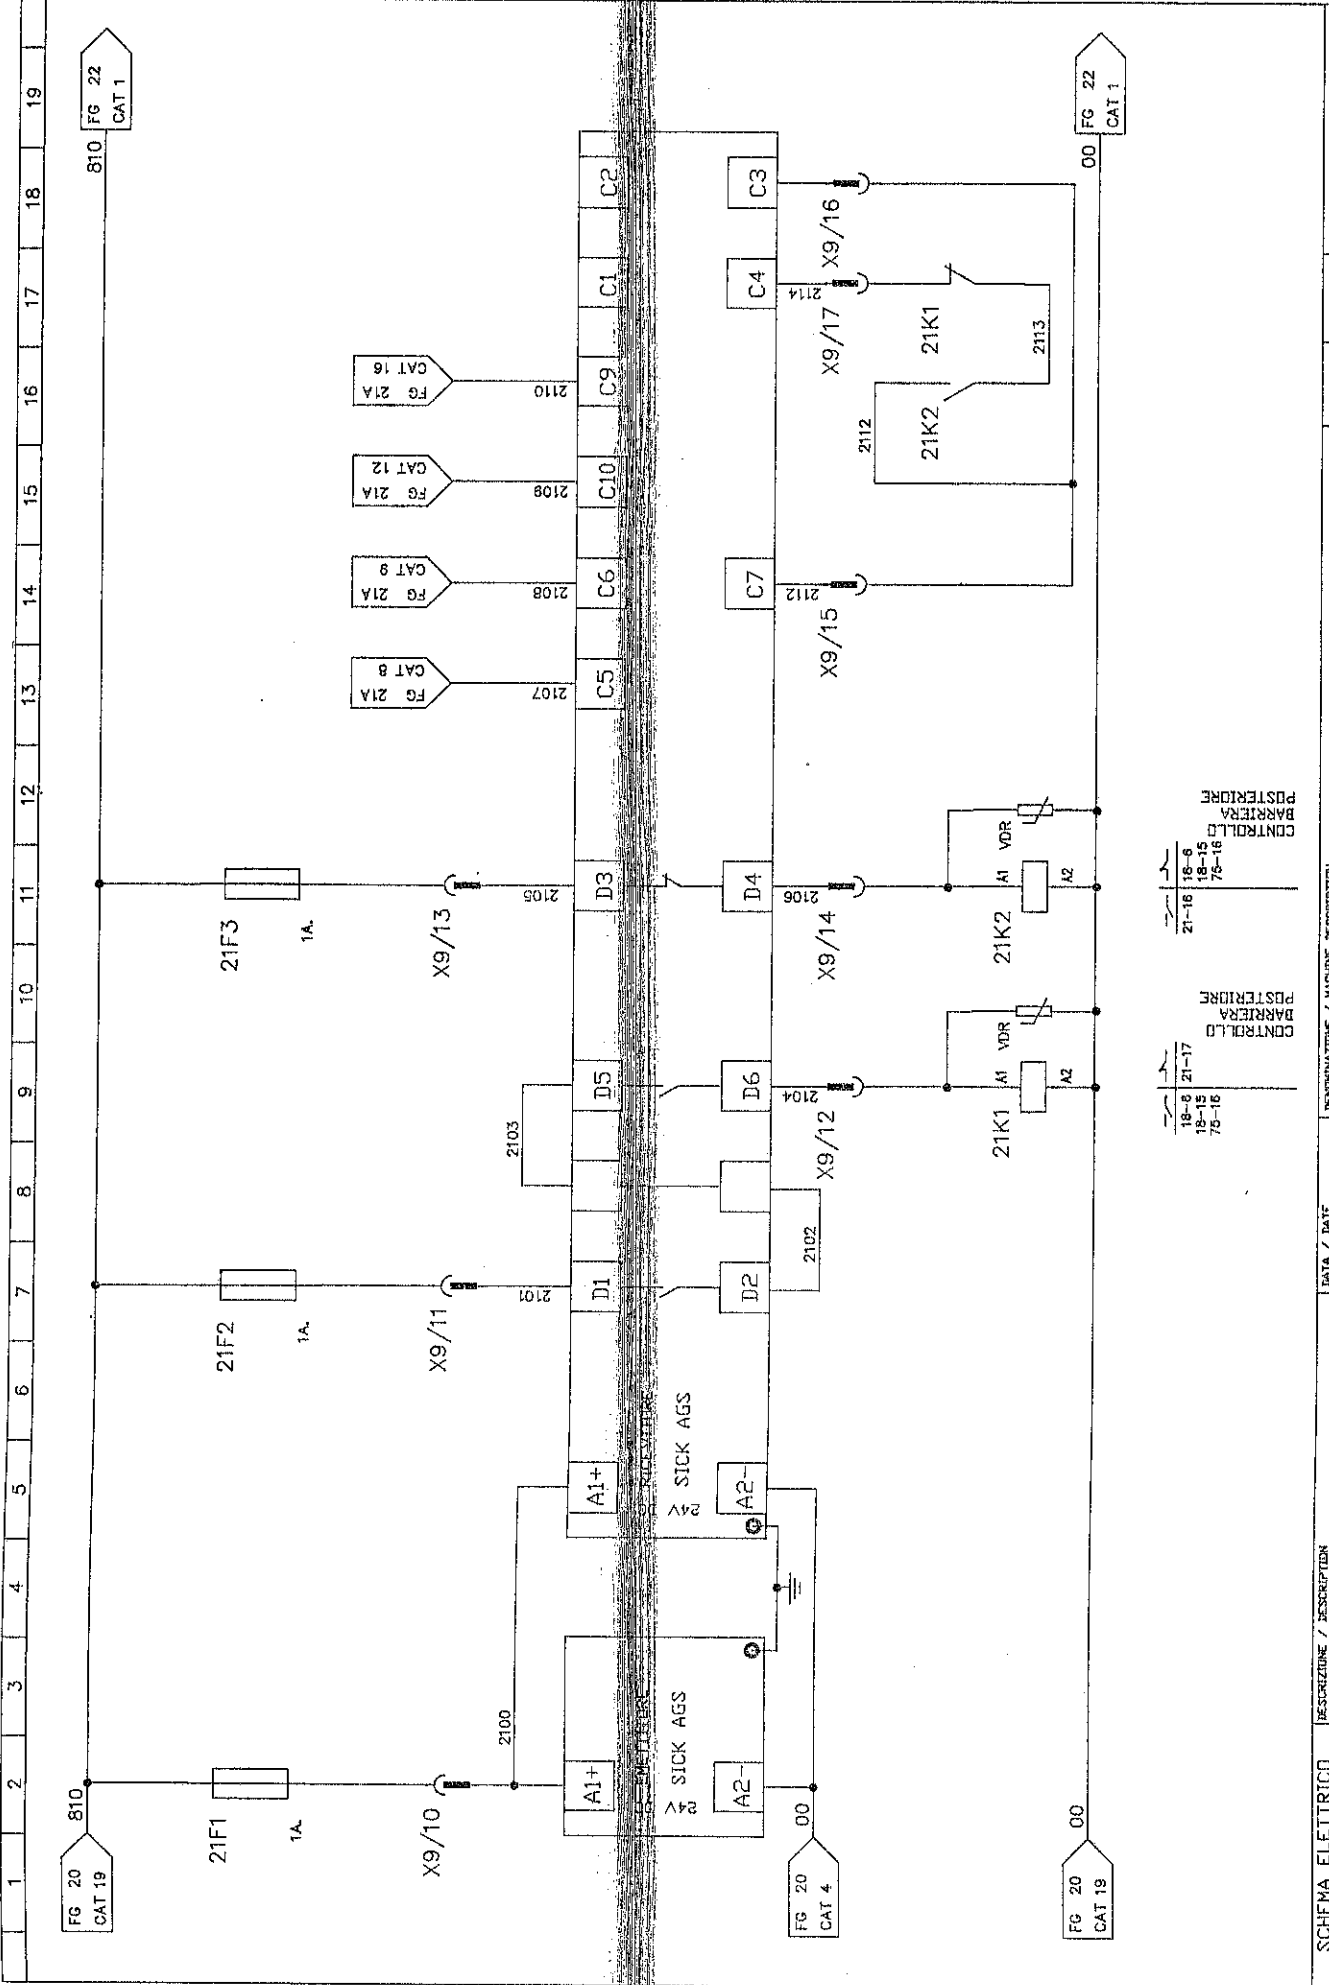 1 2 3 4 5 6 7 8 9 10 11 12 13 14 15 16 17 18 19
FG 20
CAT 19
810
810
FG 22
CAT 1
21F1
1A.
21F2
1A.
21F3
1A.
FG 21A
CAT 8
FG 21A
CAT 9
FG 21A
CAT 12
FG 21A
CAT 16
X9/10
X9/11
X9/13
2100
2101
2103
2105
2107
2108
2109
2110
A1+
A1+
D1
D5
D3
C5
C6
C10
C9
C1
C2
24V
SICK AGS
24V
SICK AGS
A2-
A2-
D2
D6
D4
C7
C4
C3
FG 20
CAT 4
00
2102
2104
2106
2112
2114
X9/12
X9/14
X9/15
X9/17
X9/16
2112
21K2
21K1
2113
21K1
A1
A2
VDR
21K2
A1
A2
VDR
FG 20
CAT 19
00
00
FG 22
CAT 1
18-6
18-15
75-16
21-17
CONTROLLO
BARRIERA
POSTERIORE
21-16
18-6
18-15
75-16
CONTROLLO
BARRIERA
POSTERIORE
SCHEMA ELETTRICO
DESCRIZIONE / DESCRIPTION
DATA / DATE